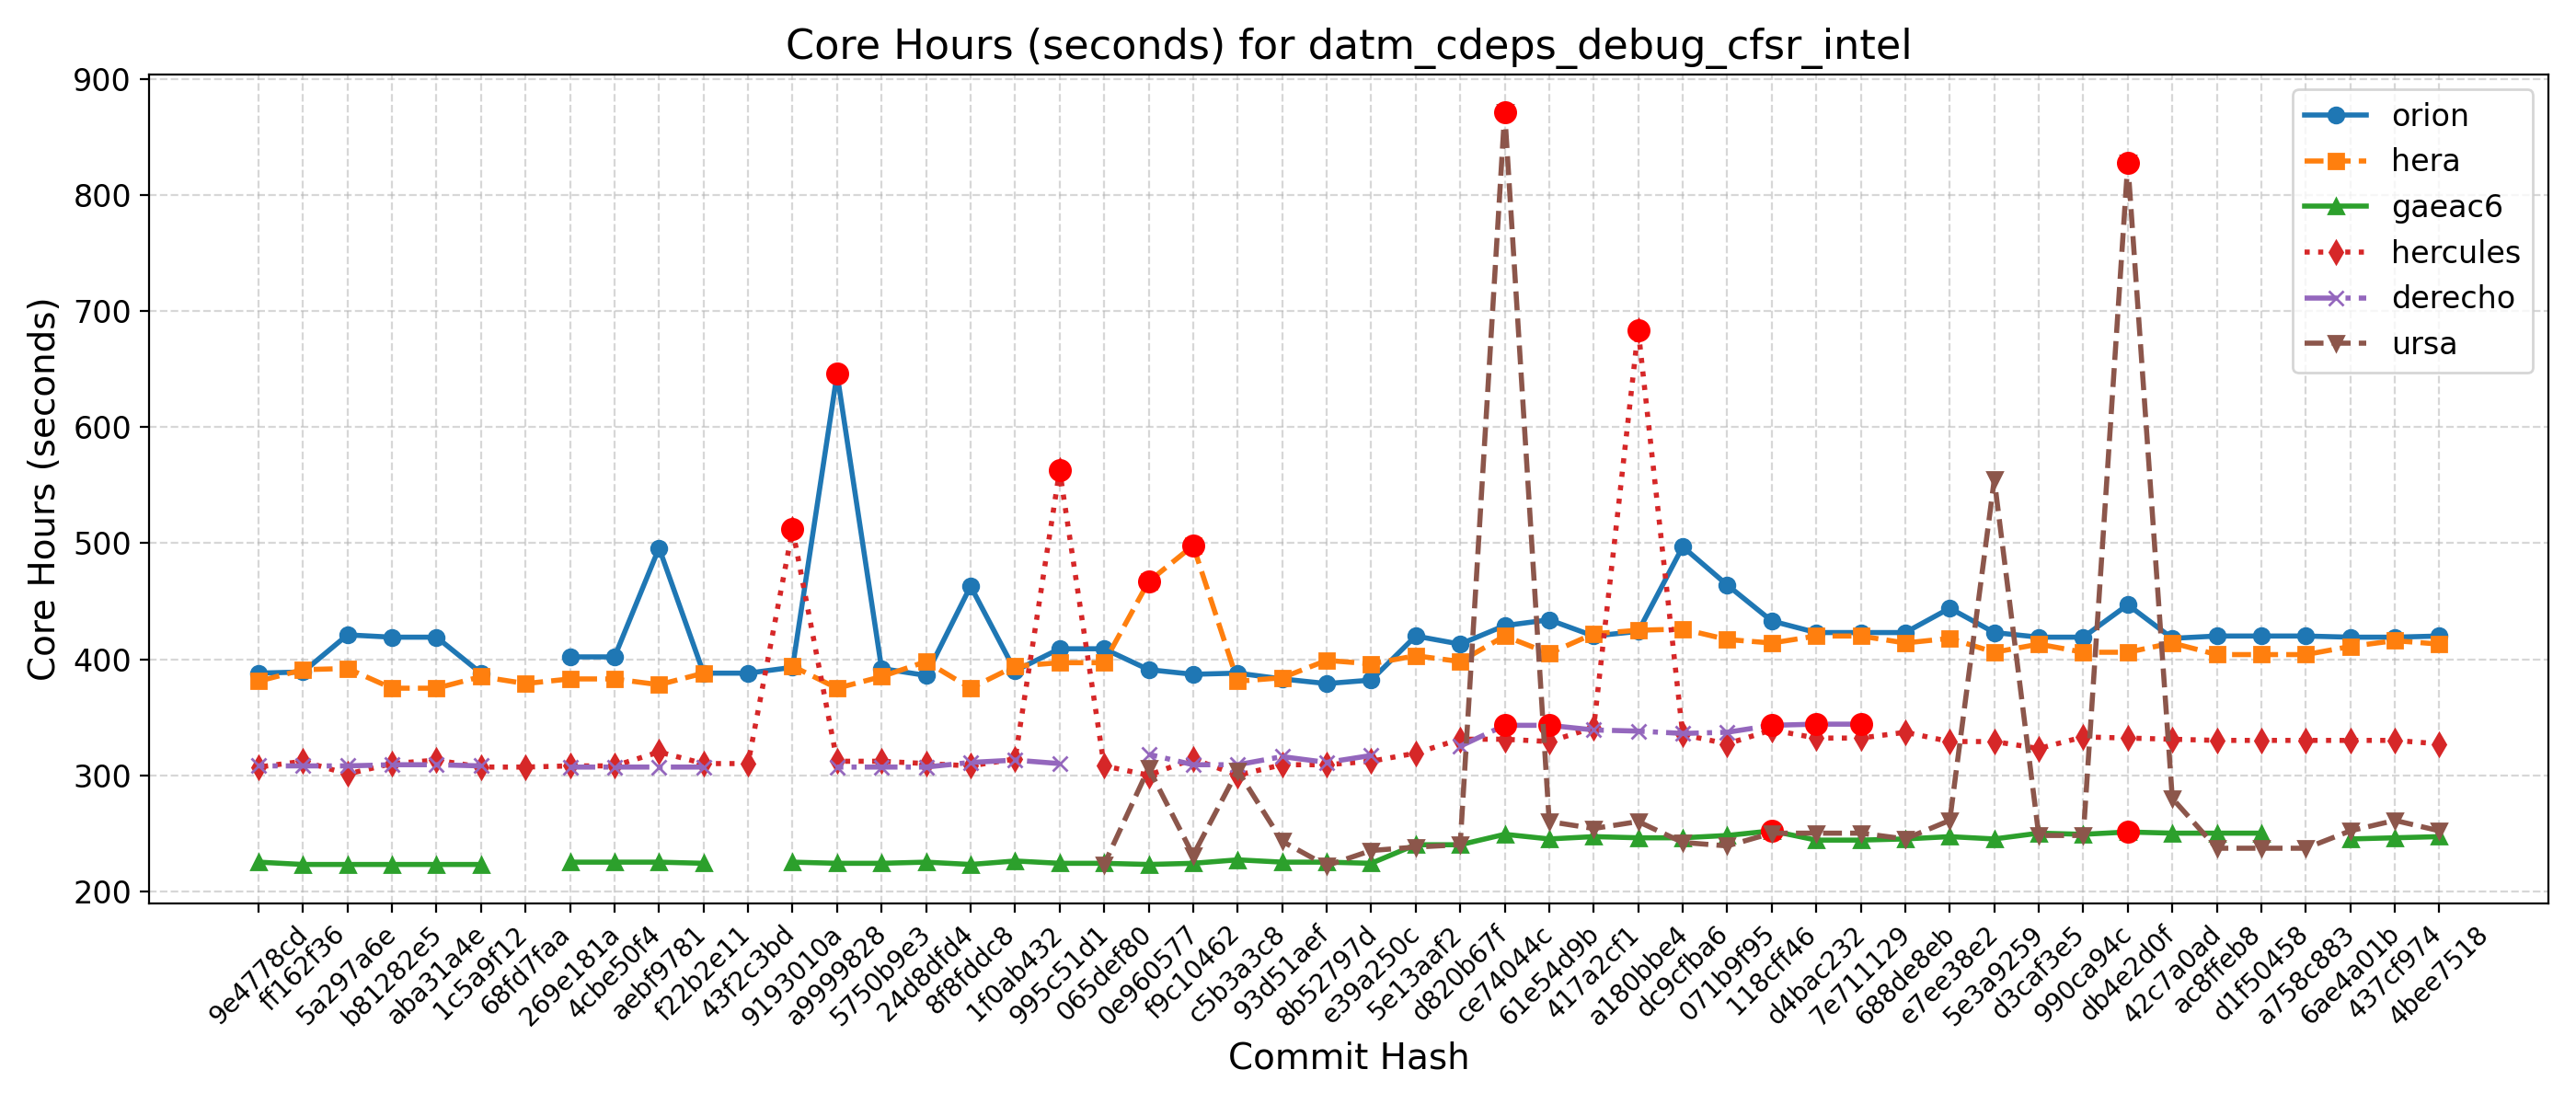 Core Hours (seconds) for datm_cdeps_debug_cfsr_intel
Core Hours (seconds)
900
800
700
600
500
400
300
200
orion
hera
gaeac6
hercules
derecho
ursa
9e4778cd
ff162f36
5a297a6e
b81282e5
aba31a4e
1c5a9f12
68fd7faa
269e181a
4cbe50f4
aebf9781
f22b2e11
43f2c3bd
9193010a
a9999828
5750b9e3
24d8dfd4
8f8fddc8
1f0ab432
995c51d1
065def80
0e960577
f9c10462
c5b3a3c8
93d51aef
8b52797d
e39a250c
5e13aaf2
d820b67f
ce74044c
61e54d9b
417a2cf1
a180bbe4
dc9cfba6
071b9f95
118cff46
d4bac232
7e711129
688de8eb
e7ee38e2
5e3a9259
d3caf3e5
990ca94c
db4e2d0f
42c7a0ad
ac8ffeb8
d1f50458
a758c883
6ae4a01b
437cf974
4bee7518
Commit Hash